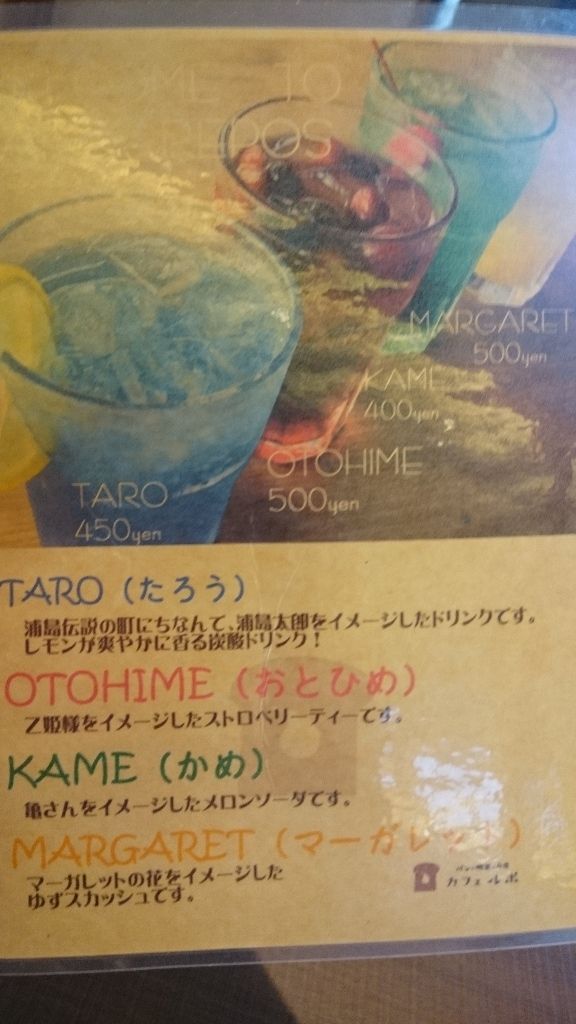 TO
REPOS
MARGARET
500yen
KAME
400yen
OTOHIME
500yen
TARO
450yen
TARO（たろう）
浦島伝説の町にちなんで、浦島太郎をイメージしたドリンクです。
レモンが爽やかに香る炭酸ドリンク！
OTOHIME（おとひめ）
乙姫様をイメージしたストロベリーティーです。
KAME（かめ）
亀さんをイメージしたメロンソーダです。
MARGARET（マーガレット）
マーガレットの花をイメージした
ゆずスカッシュです。
カフェ ルポ